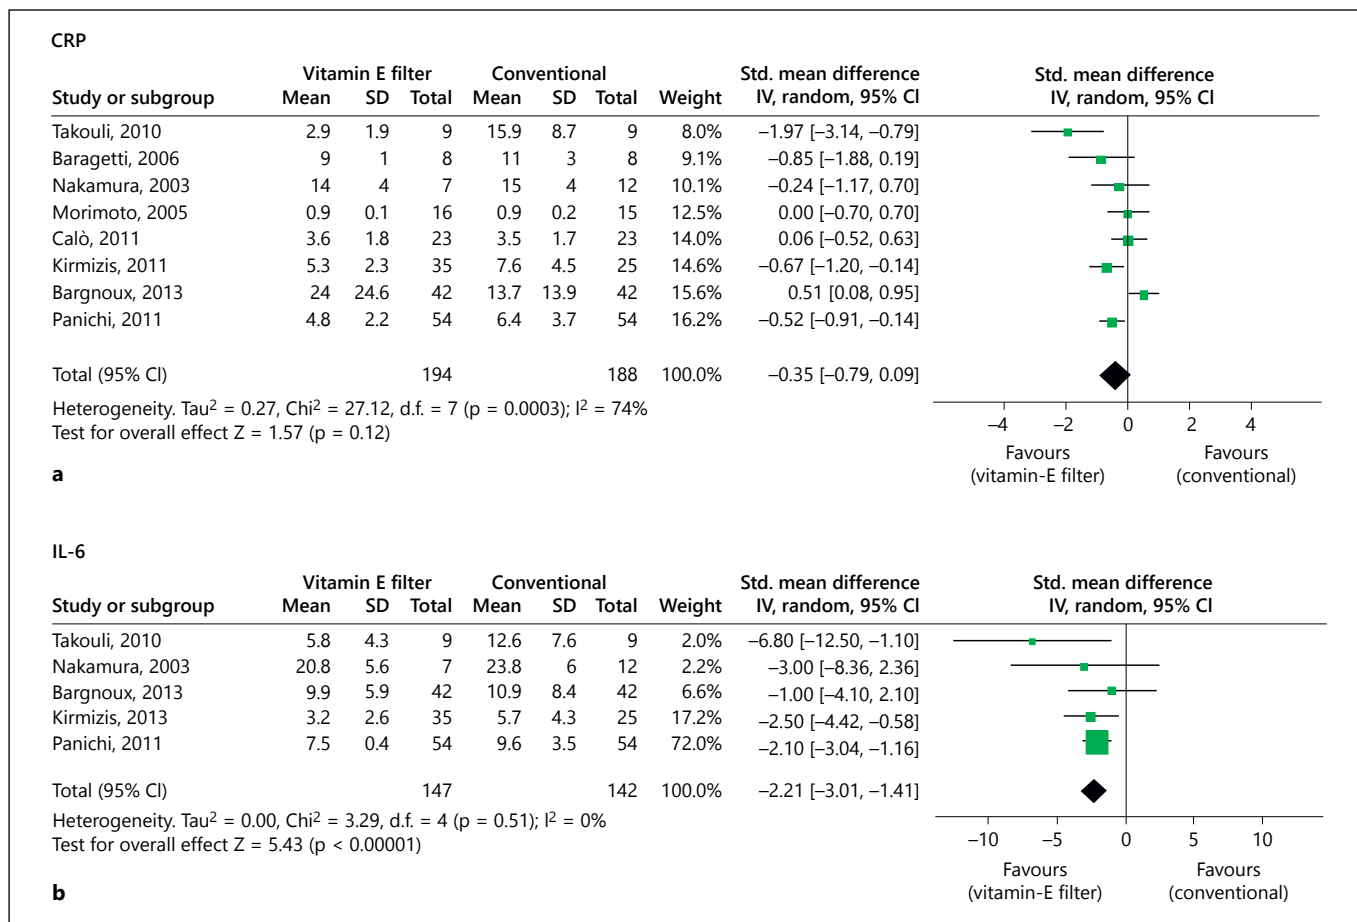 CRP
Vitamin E filter Conventional Std. mean difference Std. mean difference
Study or subgroup Mean SD Total Mean SD Total Weight IV, random, 95% CI IV, random, 95% CI
Takouli, 2010 2.9 1.9 9 15.9 8.7 9 8.0% –1.97 [–3.14, –0.79]
Baragetti, 2006 9 1 8 11 3 8 9.1% –0.85 [–1.88, 0.19]
Nakamura, 2003 14 4 7 15 4 12 10.1% –0.24 [–1.17, 0.70]
Morimoto, 2005 0.9 0.1 16 0.9 0.2 15 12.5% 0.00 [–0.70, 0.70]
Calò, 2011 3.6 1.8 23 3.5 1.7 23 14.0% 0.06 [–0.52, 0.63]
Kirmizis, 2011 5.3 2.3 35 7.6 4.5 25 14.6% –0.67 [–1.20, –0.14]
Bargnoux, 2013 24 24.6 42 13.7 13.9 42 15.6% 0.51 [0.08, 0.95]
Panichi, 2011 4.8 2.2 54 6.4 3.7 54 16.2% –0.52 [–0.91, –0.14]
Total (95% CI) 194 188 100.0% –0.35 [–0.79, 0.09]
Heterogeneity. Tau² = 0.27, Chi² = 27.12, d.f. = 7 (p = 0.0003); I² = 74%
Test for overall effect Z = 1.57 (p = 0.12)
–4 –2 0 2 4
Favours Favours
(vitamin-E filter) (conventional)
a
IL-6
Vitamin E filter Conventional Std. mean difference Std. mean difference
Study or subgroup Mean SD Total Mean SD Total Weight IV, random, 95% CI IV, random, 95% CI
Takouli, 2010 5.8 4.3 9 12.6 7.6 9 2.0% –6.80 [–12.50, –1.10]
Nakamura, 2003 20.8 5.6 7 23.8 6 12 2.2% –3.00 [–8.36, 2.36]
Bargnoux, 2013 9.9 5.9 42 10.9 8.4 42 6.6% –1.00 [–4.10, 2.10]
Kirmizis, 2013 3.2 2.6 35 5.7 4.3 25 17.2% –2.50 [–4.42, –0.58]
Panichi, 2011 7.5 0.4 54 9.6 3.5 54 72.0% –2.10 [–3.04, –1.16]
Total (95% CI) 147 142 100.0% –2.21 [–3.01, –1.41]
Heterogeneity. Tau² = 0.00, Chi² = 3.29, d.f. = 4 (p = 0.51); I² = 0%
Test for overall effect Z = 5.43 (p < 0.00001)
–10 –5 0 5 10
Favours Favours
(vitamin-E filter) (conventional)
b